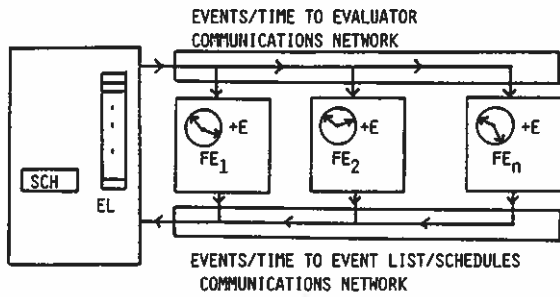 EVENTS/TIME TO EVALUATOR
COMMUNICATIONS NETWORK
+E
FE1
+E
FE2
+E
FEn
SCH
EL
EVENTS/TIME TO EVENT LIST/SCHEDULES
COMMUNICATIONS NETWORK